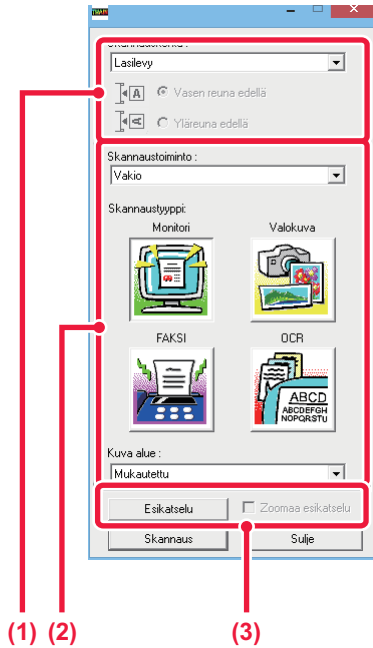 Lasilevy
A
Vasen reuna edellä
A
Yläreuna edellä
Skannaustoiminto :
Vakio
Skannaustyyppi:
Monitori
Valokuva
FAKSI
OCR
ABCD
ABCDEFGH
NOPQRSTU
Kuva alue :
Mukautettu
Esikatselu
Zoomaa esikatselu
Skannaus
Sulje
(1)
(2)
(3)